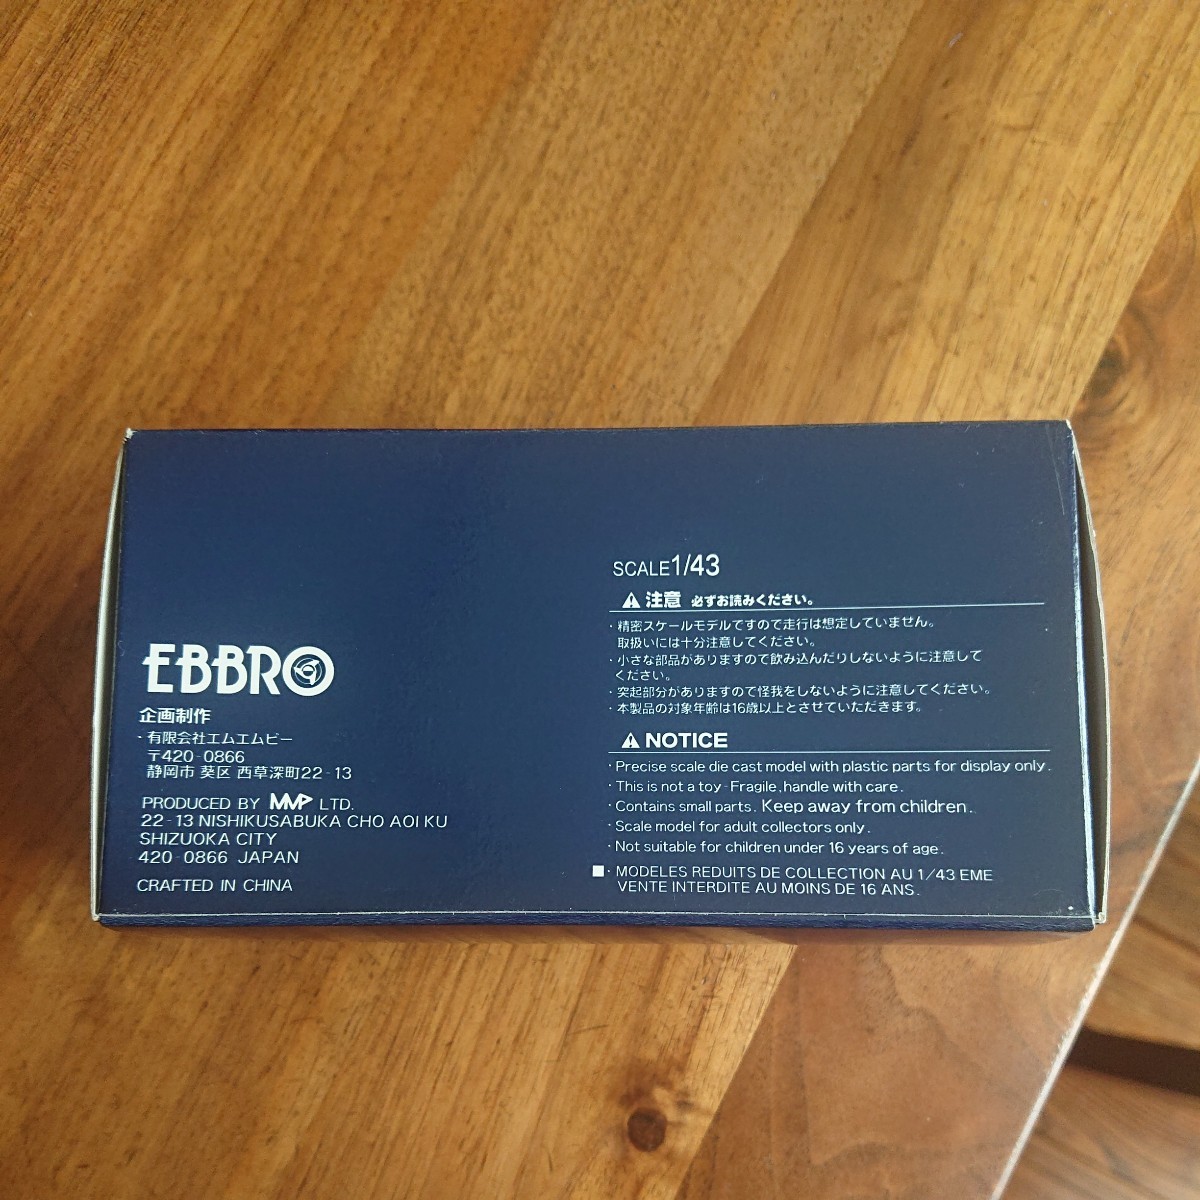 EBBRO
企画制作
・有限会社エムエムピー
〒420-0866
静岡市 葵区 西草深町22-13
PRODUCED BY MMP LTD.
22-13 NISHIKUSABUKA CHO AOI KU
SHIZUOKA CITY
420-0866 JAPAN
CRAFTED IN CHINA
SCALE1/43
注意 必ずお読みください。
・精密スケールモデルですので走行は想定していません。
取扱いには十分注意してください。
・小さな部品がありますので飲み込んだりしないように注意して
ください。
・突起部分がありますので怪我をしないように注意してください。
・本製品の対象年齢は16歳以上とさせていただきます。
NOTICE
・Precise scale die cast model with plastic parts for display only.
・This is not a toy-Fragile,handle with care.
・Contains small parts. Keep away from children.
・Scale model for adult collectors only.
・Not suitable for children under 16 years of age.
■・MODELES REDUITS DE COLLECTION AU 1/43 EME
VENTE INTERDITE AU MOINS DE 16 ANS.